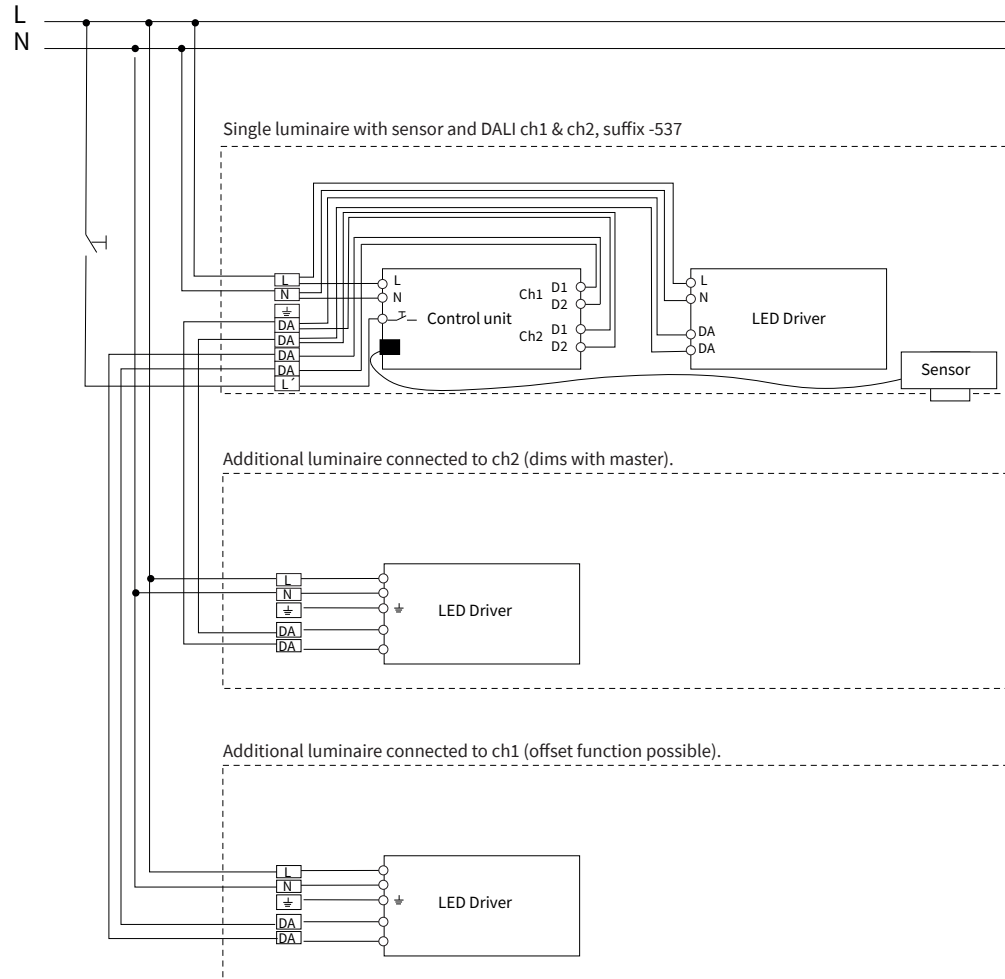 L
N
Single luminaire with sensor and DALI ch1 & ch2, suffix -537
L
N
DA
DA
DA
DA
L´
L
N
Control unit
Ch1
D1
D2
Ch2
D1
D2
L
N
DA
DA
LED Driver
Sensor
Additional luminaire connected to ch2 (dims with master).
L
N
DA
DA
LED Driver
Additional luminaire connected to ch1 (offset function possible).
L
N
DA
DA
LED Driver